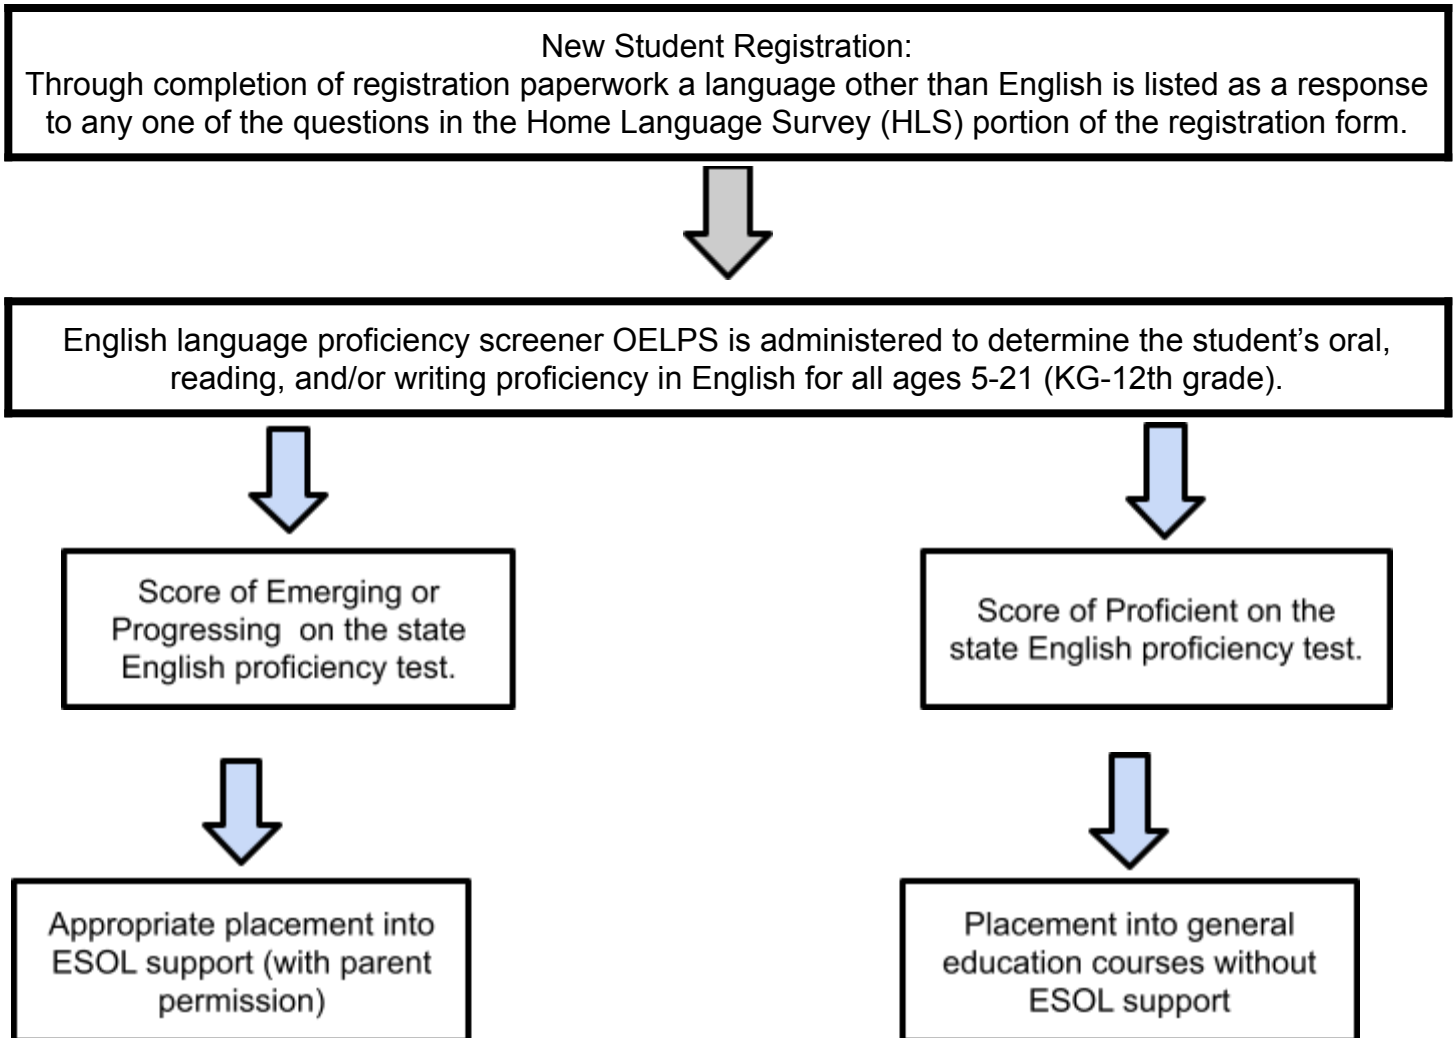 New Student Registration:
Through completion of registration paperwork a language other than English is listed as a response
to any one of the questions in the Home Language Survey (HLS) portion of the registration form.
English language proficiency screener OELPS is administered to determine the student’s oral,
reading, and/or writing proficiency in English for all ages 5-21 (KG-12th grade).
Score of Emerging or
Progressing  on the state
English proficiency test.
Score of Proficient on the
state English proficiency test.
Appropriate placement into
ESOL support (with parent
permission)
Placement into general
education courses without
ESOL support